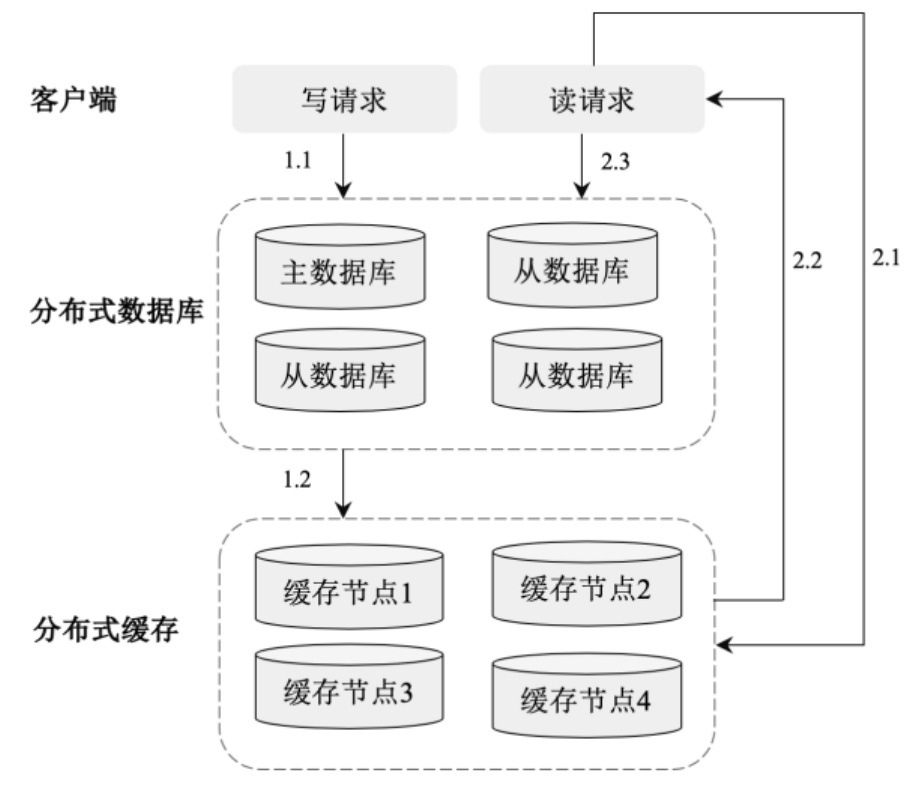 客户端
写请求
读请求
1.1
2.3
分布式数据库
主数据库
从数据库
从数据库
从数据库
2.2
2.1
1.2
分布式缓存
缓存节点1
缓存节点2
缓存节点3
缓存节点4